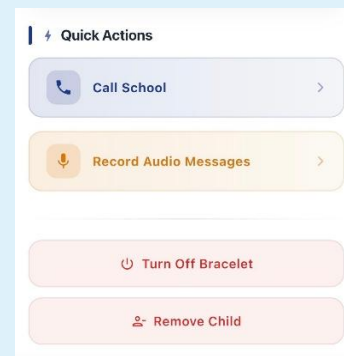 Quick Actions
Call School
Record Audio Messages
Turn Off Bracelet
Remove Child